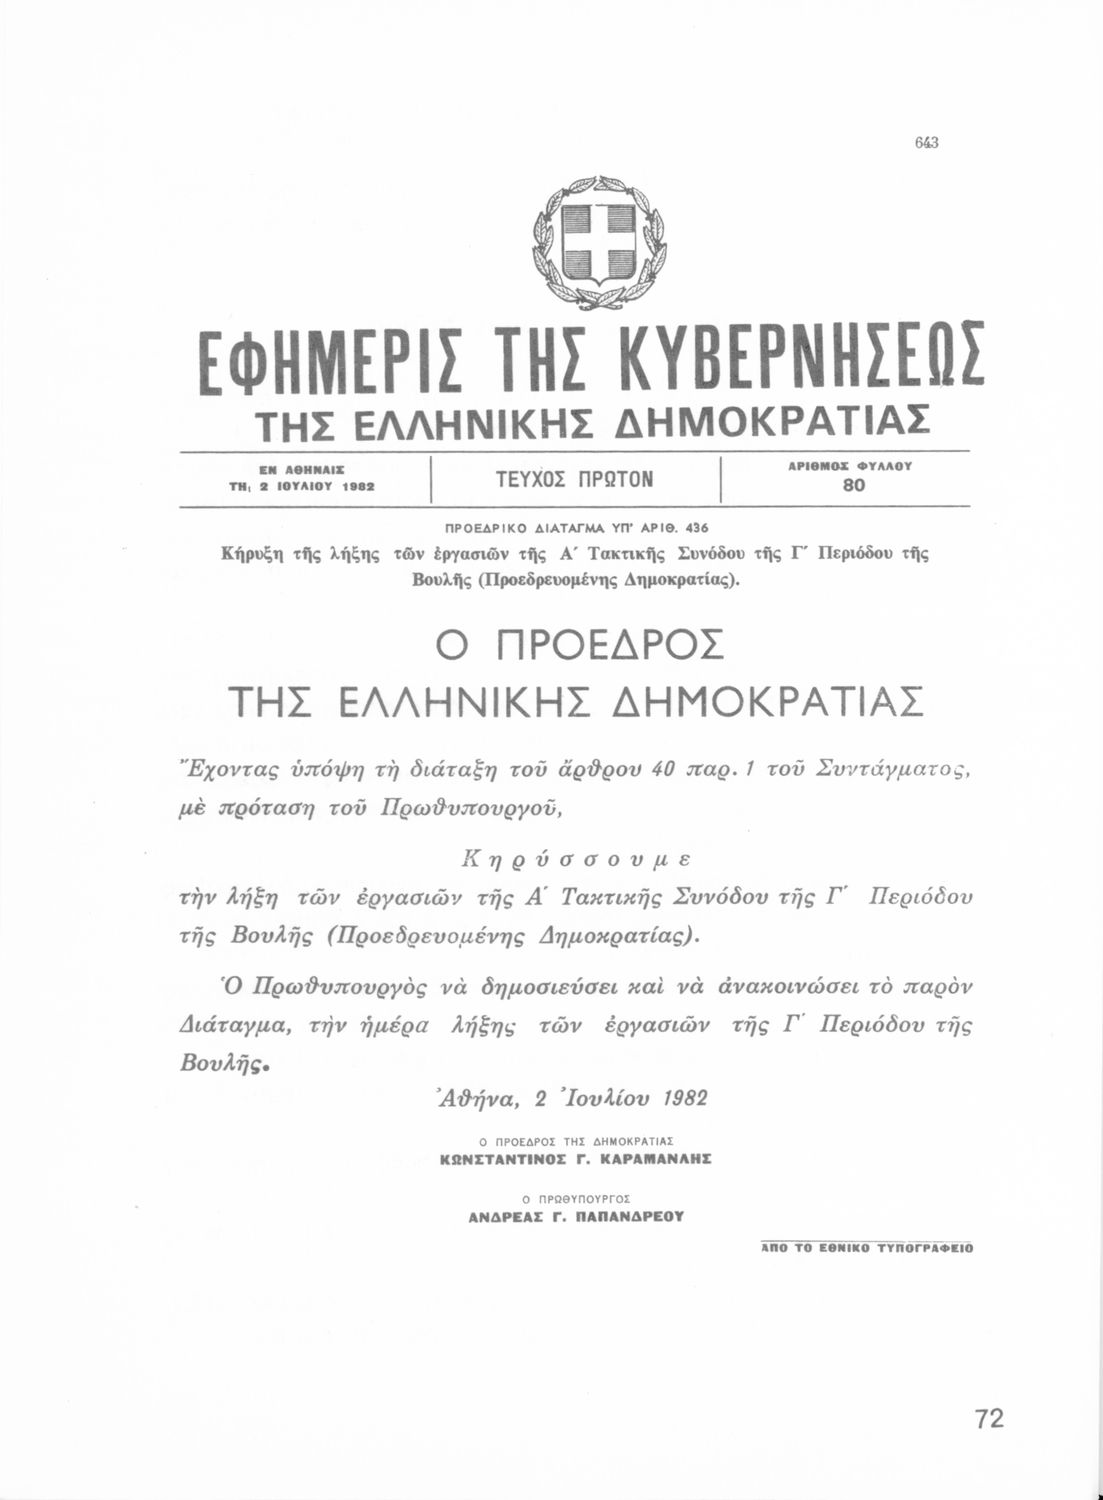 643
ΕΦΗΜΕΡΙΣ ΤΗΣ ΚΥΒΕΡΝΗΣΕΩΣ
ΤΗΣ ΕΛΛΗΝΙΚΗΣ ΔΗΜΟΚΡΑΤΙΑΣ
ΕΝ ΑΘΗΝΑΙΣ
ΤΗι 2 ΙΟΥΛΙΟΥ 1982
ΤΕΥΧΟΣ ΠΡΩΤΟΝ
ΑΡΙΘΜΟΣ ΦΥΛΛΟΥ
80
ΠΡΟΕΔΡΙΚΟ ΔΙΑΤΑΓΜΑ ΥΠ' ΑΡΙΘ. 436
Κήρυξη τῆς λήξης τῶν ἐργασιῶν τῆς Α΄ Τακτικῆς Συνόδου τῆς Γ΄ Περιόδου τῆς
Βουλῆς (Προεδρευομένης Δημοκρατίας).
Ο ΠΡΟΕΔΡΟΣ
ΤΗΣ ΕΛΛΗΝΙΚΗΣ ΔΗΜΟΚΡΑΤΙΑΣ
Ἔχοντας ὑπόψη τὴ διάταξη τοῦ ἄρθρου 40 παρ. 1 τοῦ Συντάγματος,
μὲ πρόταση τοῦ Πρωθυπουργοῦ,
Κηρύσσουμε
τὴν λήξη τῶν ἐργασιῶν τῆς Α΄ Τακτικῆς Συνόδου τῆς Γ΄ Περιόδου
τῆς Βουλῆς (Προεδρευομένης Δημοκρατίας).
Ὁ Πρωθυπουργὸς νὰ δημοσιεύσει καὶ νὰ ἀνακοινώσει τὸ παρὸν
Διάταγμα, τὴν ἡμέρα λήξης τῶν ἐργασιῶν τῆς Γ΄ Περιόδου τῆς
Βουλῆς.
Ἀθήνα, 2 Ἰουλίου 1982
Ο ΠΡΟΕΔΡΟΣ ΤΗΣ ΔΗΜΟΚΡΑΤΙΑΣ
ΚΩΝΣΤΑΝΤΙΝΟΣ Γ. ΚΑΡΑΜΑΝΛΗΣ
Ο ΠΡΩΘΥΠΟΥΡΓΟΣ
ΑΝΔΡΕΑΣ Γ. ΠΑΠΑΝΔΡΕΟΥ
ΑΠΟ ΤΟ ΕΘΝΙΚΟ ΤΥΠΟΓΡΑΦΕΙΟ
72